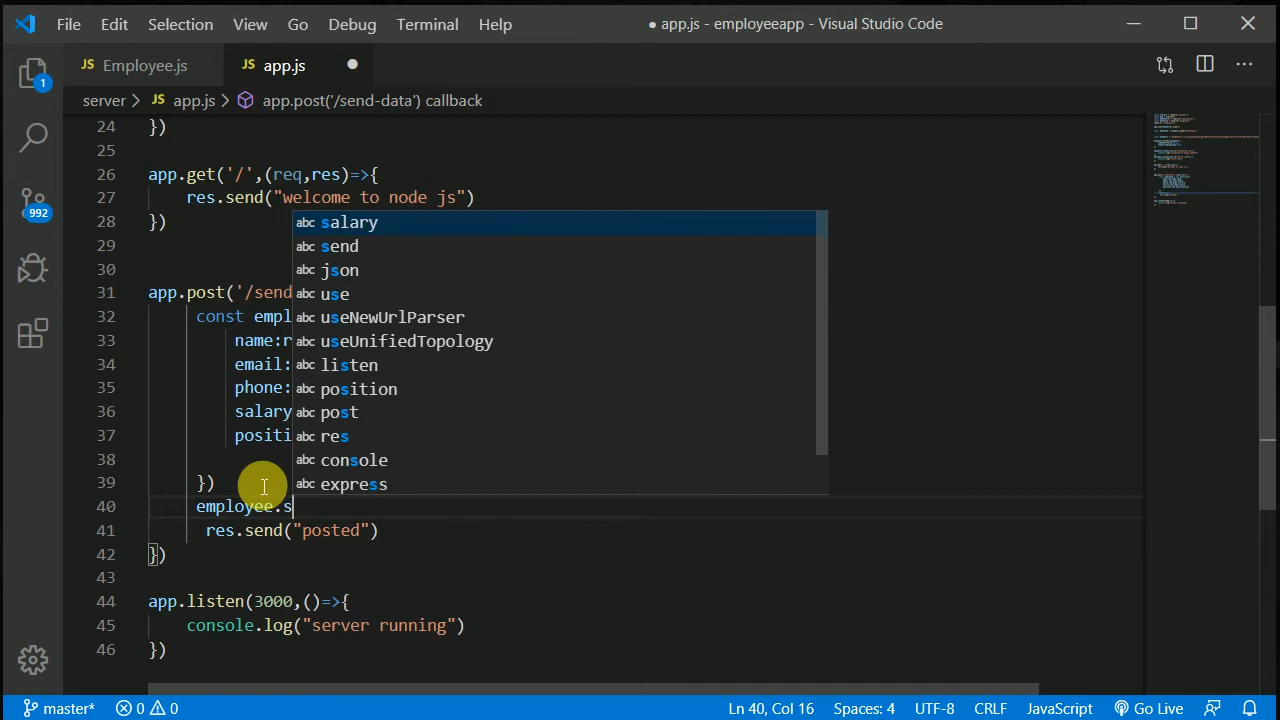 File Edit Selection View Go Debug Terminal Help ● app.js - employeeapp - Visual Studio Code
JS Employee.js JS app.js
server > JS app.js > app.post('/send-data') callback
24 })
25
26 app.get('/',(req,res)=>{
27 res.send("welcome to node js")
28 })
29
30
31 app.post('/send
32 const empl
33 name:r
34 email:
35 phone:
36 salary
37 positi
38
39 })
40 employee.s
41 res.send("posted")
42 })
43
44 app.listen(3000,()=>{
45 console.log("server running")
46 })
abc salary
abc send
abc json
abc use
abc useNewUrlParser
abc useUnifiedTopology
abc listen
abc position
abc post
abc res
abc console
abc express
1
992
master* 0 0 Ln 40, Col 16 Spaces: 4 UTF-8 CRLF JavaScript Go Live